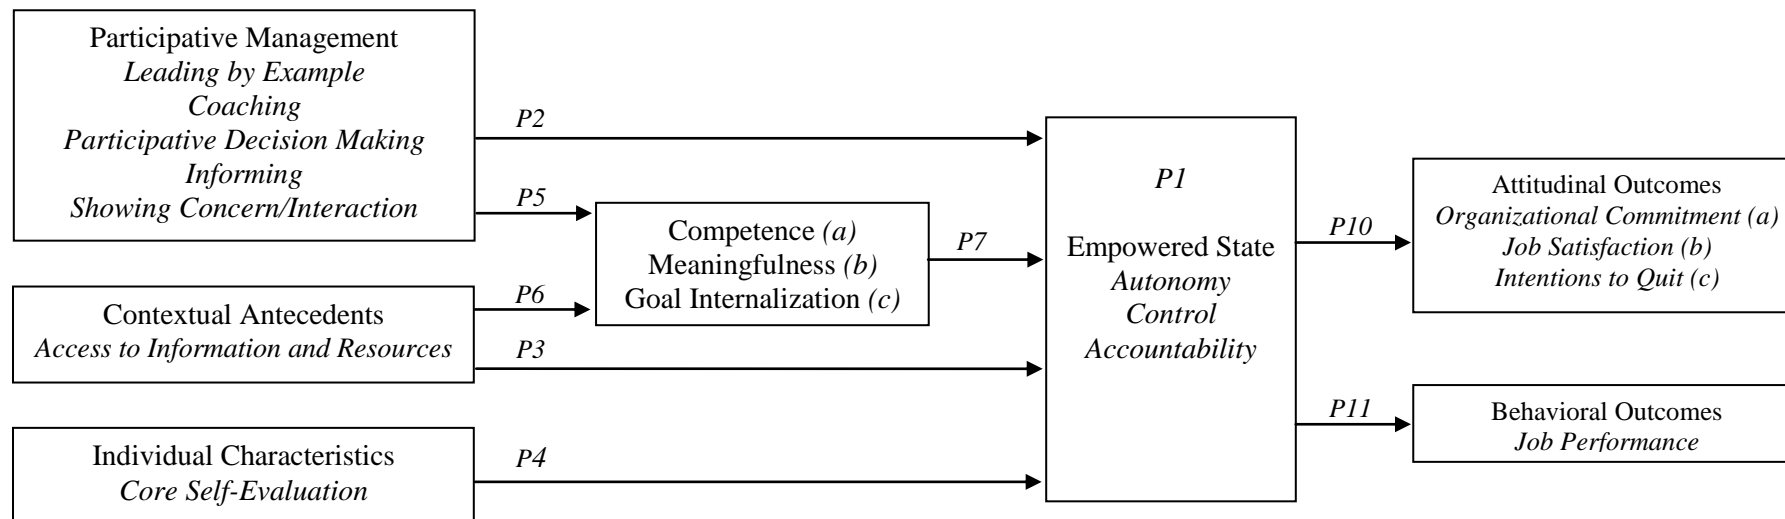 Participative Management
Leading by Example
Coaching
Participative Decision Making
Informing
Showing Concern/Interaction
P2
P5
Competence (a)
Meaningfulness (b)
Goal Internalization (c)
P7
P6
Contextual Antecedents
Access to Information and Resources
P3
Individual Characteristics
Core Self-Evaluation
P4
P1
Empowered State
Autonomy
Control
Accountability
P10
Attitudinal Outcomes
Organizational Commitment (a)
Job Satisfaction (b)
Intentions to Quit (c)
P11
Behavioral Outcomes
Job Performance